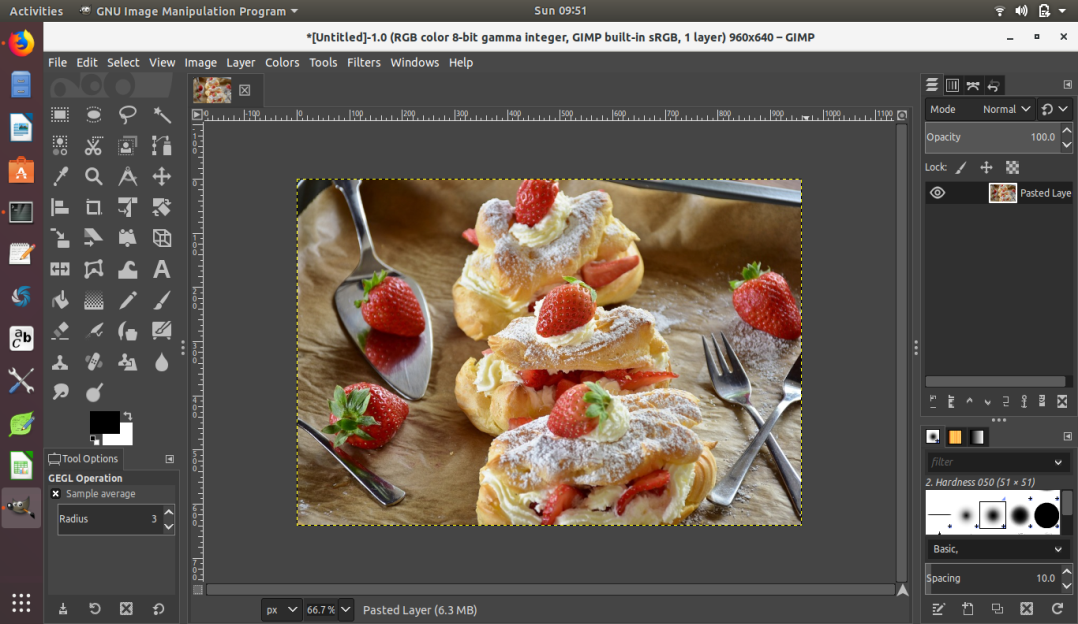 Activities GNU Image Manipulation Program Sun 09:51
*[Untitled]-1.0 (RGB color 8-bit gamma integer, GIMP built-in sRGB, 1 layer) 960x640 – GIMP
File Edit Select View Image Layer Colors Tools Filters Windows Help
Mode Normal
Opacity 100.0
Lock:
Pasted Laye
Tool Options
GEGL Operation
Sample average
Radius 3
filter
2. Hardness 050 (51 × 51)
Basic,
Spacing 10.0
px 66.7 % Pasted Layer (6.3 MB)